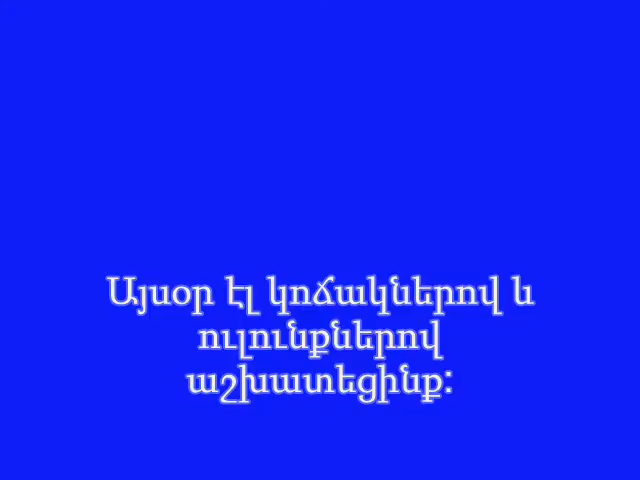 Այսօր էլ կոճակներով և
ուլունքներով
աշխատեցինք: